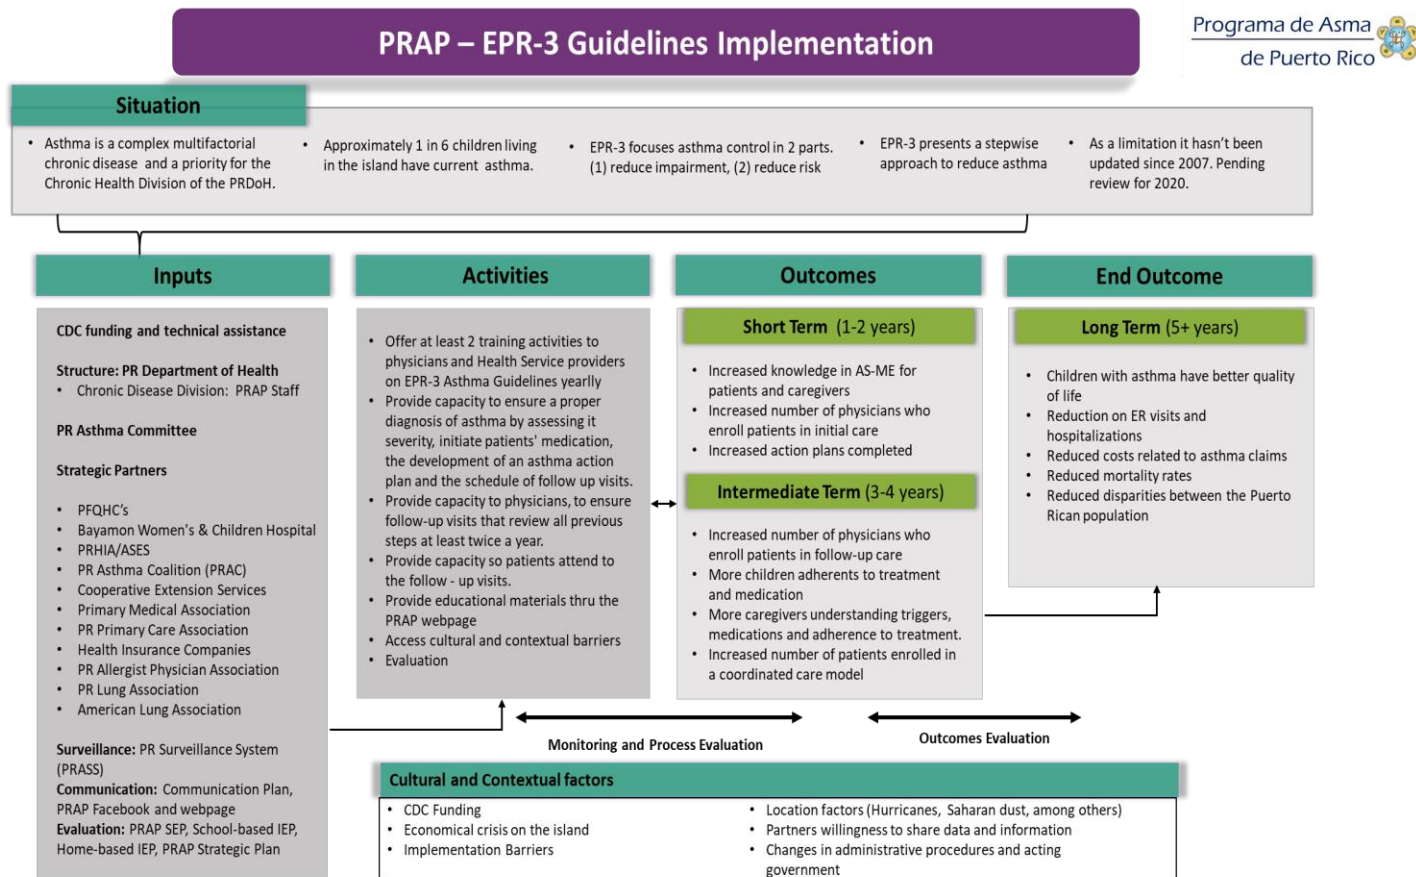 PRAP – EPR-3 Guidelines Implementation
Programa de Asma
de Puerto Rico
Situation
• Asthma is a complex multifactorial
chronic disease and a priority for the
Chronic Health Division of the PRDoH.
• Approximately 1 in 6 children living
in the island have current asthma.
• EPR-3 focuses asthma control in 2 parts.
(1) reduce impairment, (2) reduce risk
• EPR-3 presents a stepwise
approach to reduce asthma
• As a limitation it hasn't been
updated since 2007. Pending
review for 2020.
Inputs
CDC funding and technical assistance
Structure: PR Department of Health
• Chronic Disease Division: PRAP Staff
PR Asthma Committee
Strategic Partners
• PFQHC's
• Bayamon Women's & Children Hospital
• PRHIA/ASES
• PR Asthma Coalition (PRAC)
• Cooperative Extension Services
• Primary Medical Association
• PR Primary Care Association
• Health Insurance Companies
• PR Allergist Physician Association
• PR Lung Association
• American Lung Association
Surveillance: PR Surveillance System
(PRASS)
Communication: Communication Plan,
PRAP Facebook and webpage
Evaluation: PRAP SEP, School-based IEP,
Home-based IEP, PRAP Strategic Plan
Activities
• Offer at least 2 training activities to
physicians and Health Service providers
on EPR-3 Asthma Guidelines yearlly
• Provide capacity to ensure a proper
diagnosis of asthma by assessing it
severity, initiate patients' medication,
the development of an asthma action
plan and the schedule of follow up visits.
• Provide capacity to physicians, to ensure
follow-up visits that review all previous
steps at least twice a year.
• Provide capacity so patients attend to
the follow - up visits.
• Provide educational materials thru the
PRAP webpage
• Access cultural and contextual barriers
• Evaluation
Outcomes
Short Term (1-2 years)
• Increased knowledge in AS-ME for
patients and caregivers
• Increased number of physicians who
enroll patients in initial care
• Increased action plans completed
Intermediate Term (3-4 years)
• Increased number of physicians who
enroll patients in follow-up care
• More children adherents to treatment
and medication
• More caregivers understanding triggers,
medications and adherence to treatment.
• Increased number of patients enrolled in
a coordinated care model
End Outcome
Long Term (5+ years)
• Children with asthma have better quality
of life
• Reduction on ER visits and
hospitalizations
• Reduced costs related to asthma claims
• Reduced mortality rates
• Reduced disparities between the Puerto
Rican population
Monitoring and Process Evaluation
Outcomes Evaluation
Cultural and Contextual factors
• CDC Funding
• Economical crisis on the island
• Implementation Barriers
• Location factors (Hurricanes, Saharan dust, among others)
• Partners willingness to share data and information
• Changes in administrative procedures and acting
government